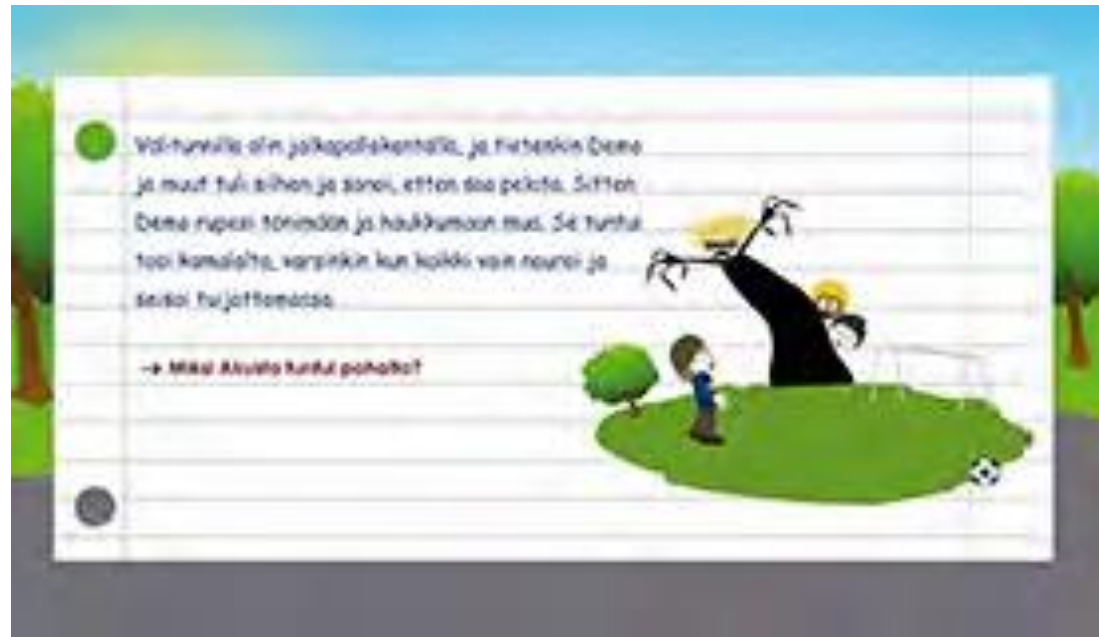 Välitunnilla olin jalkapallokentällä, ja tietenkin Demo
ja muut tuli siihen ja sanoi, etten saa pelata. Sitten
Demo rupesi tönimään ja haukkumaan mua. Se tuntui
tosi kamalalta, varsinkin kun kaikki vain nauroi ja
seisoi tuijottamassa.
→ Miksi Akusta tuntui pahalta?